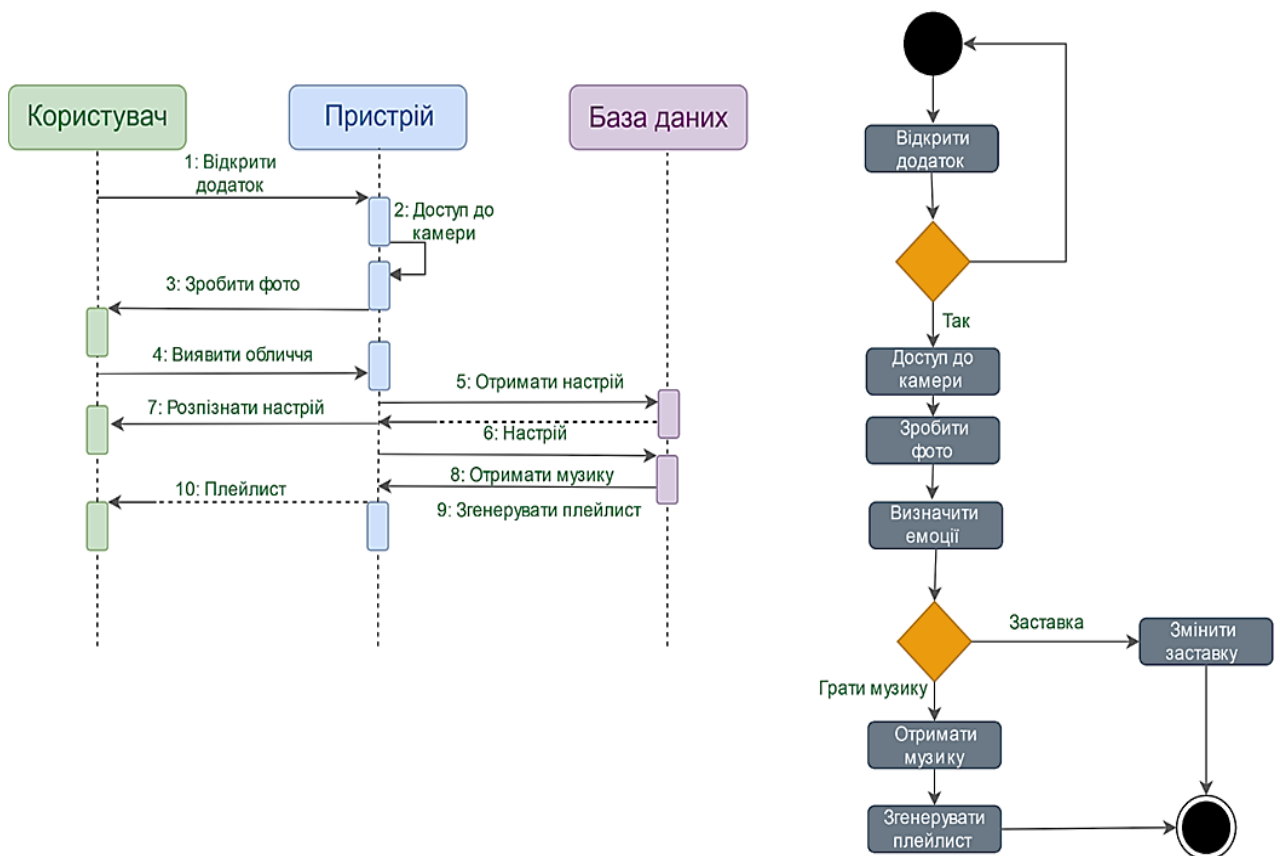 Користувач
Пристрій
База даних
1: Відкрити
додаток
2: Доступ до
камери
3: Зробити фото
4: Виявити обличчя
5: Отримати настрій
7: Розпізнати настрій
6: Настрій
8: Отримати музику
10: Плейлист
9: Згенерувати плейлист
Відкрити
додаток
Так
Доступ до
камери
Зробити
фото
Визначити
емоції
Заставка
Змінити
заставку
Грати музику
Отримати
музику
Згенерувати
плейлист